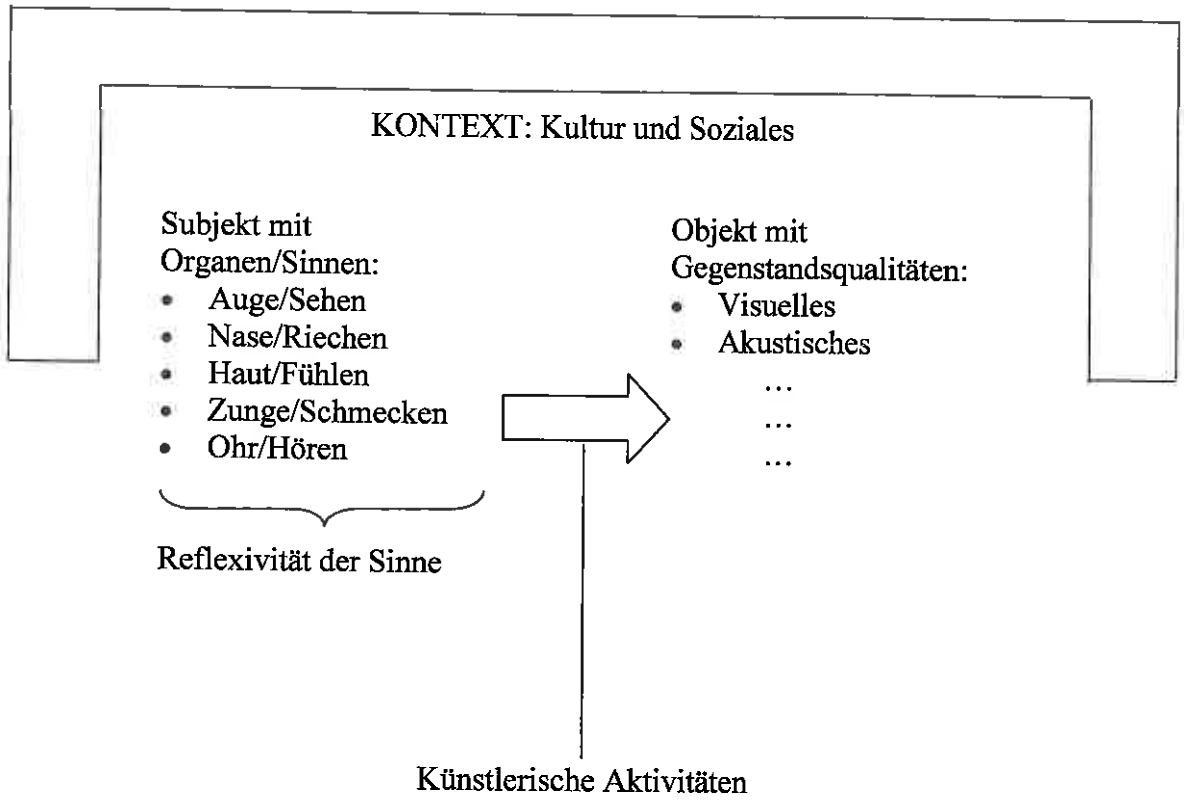 KONTEXT: Kultur und Soziales
Subjekt mit
Organen/Sinnen:
• Auge/Sehen
• Nase/Riechen
• Haut/Fühlen
• Zunge/Schmecken
• Ohr/Hören
Reflexivität der Sinne
Objekt mit
Gegenstandsqualitäten:
• Visuelles
• Akustisches
…
…
…
Künstlerische Aktivitäten